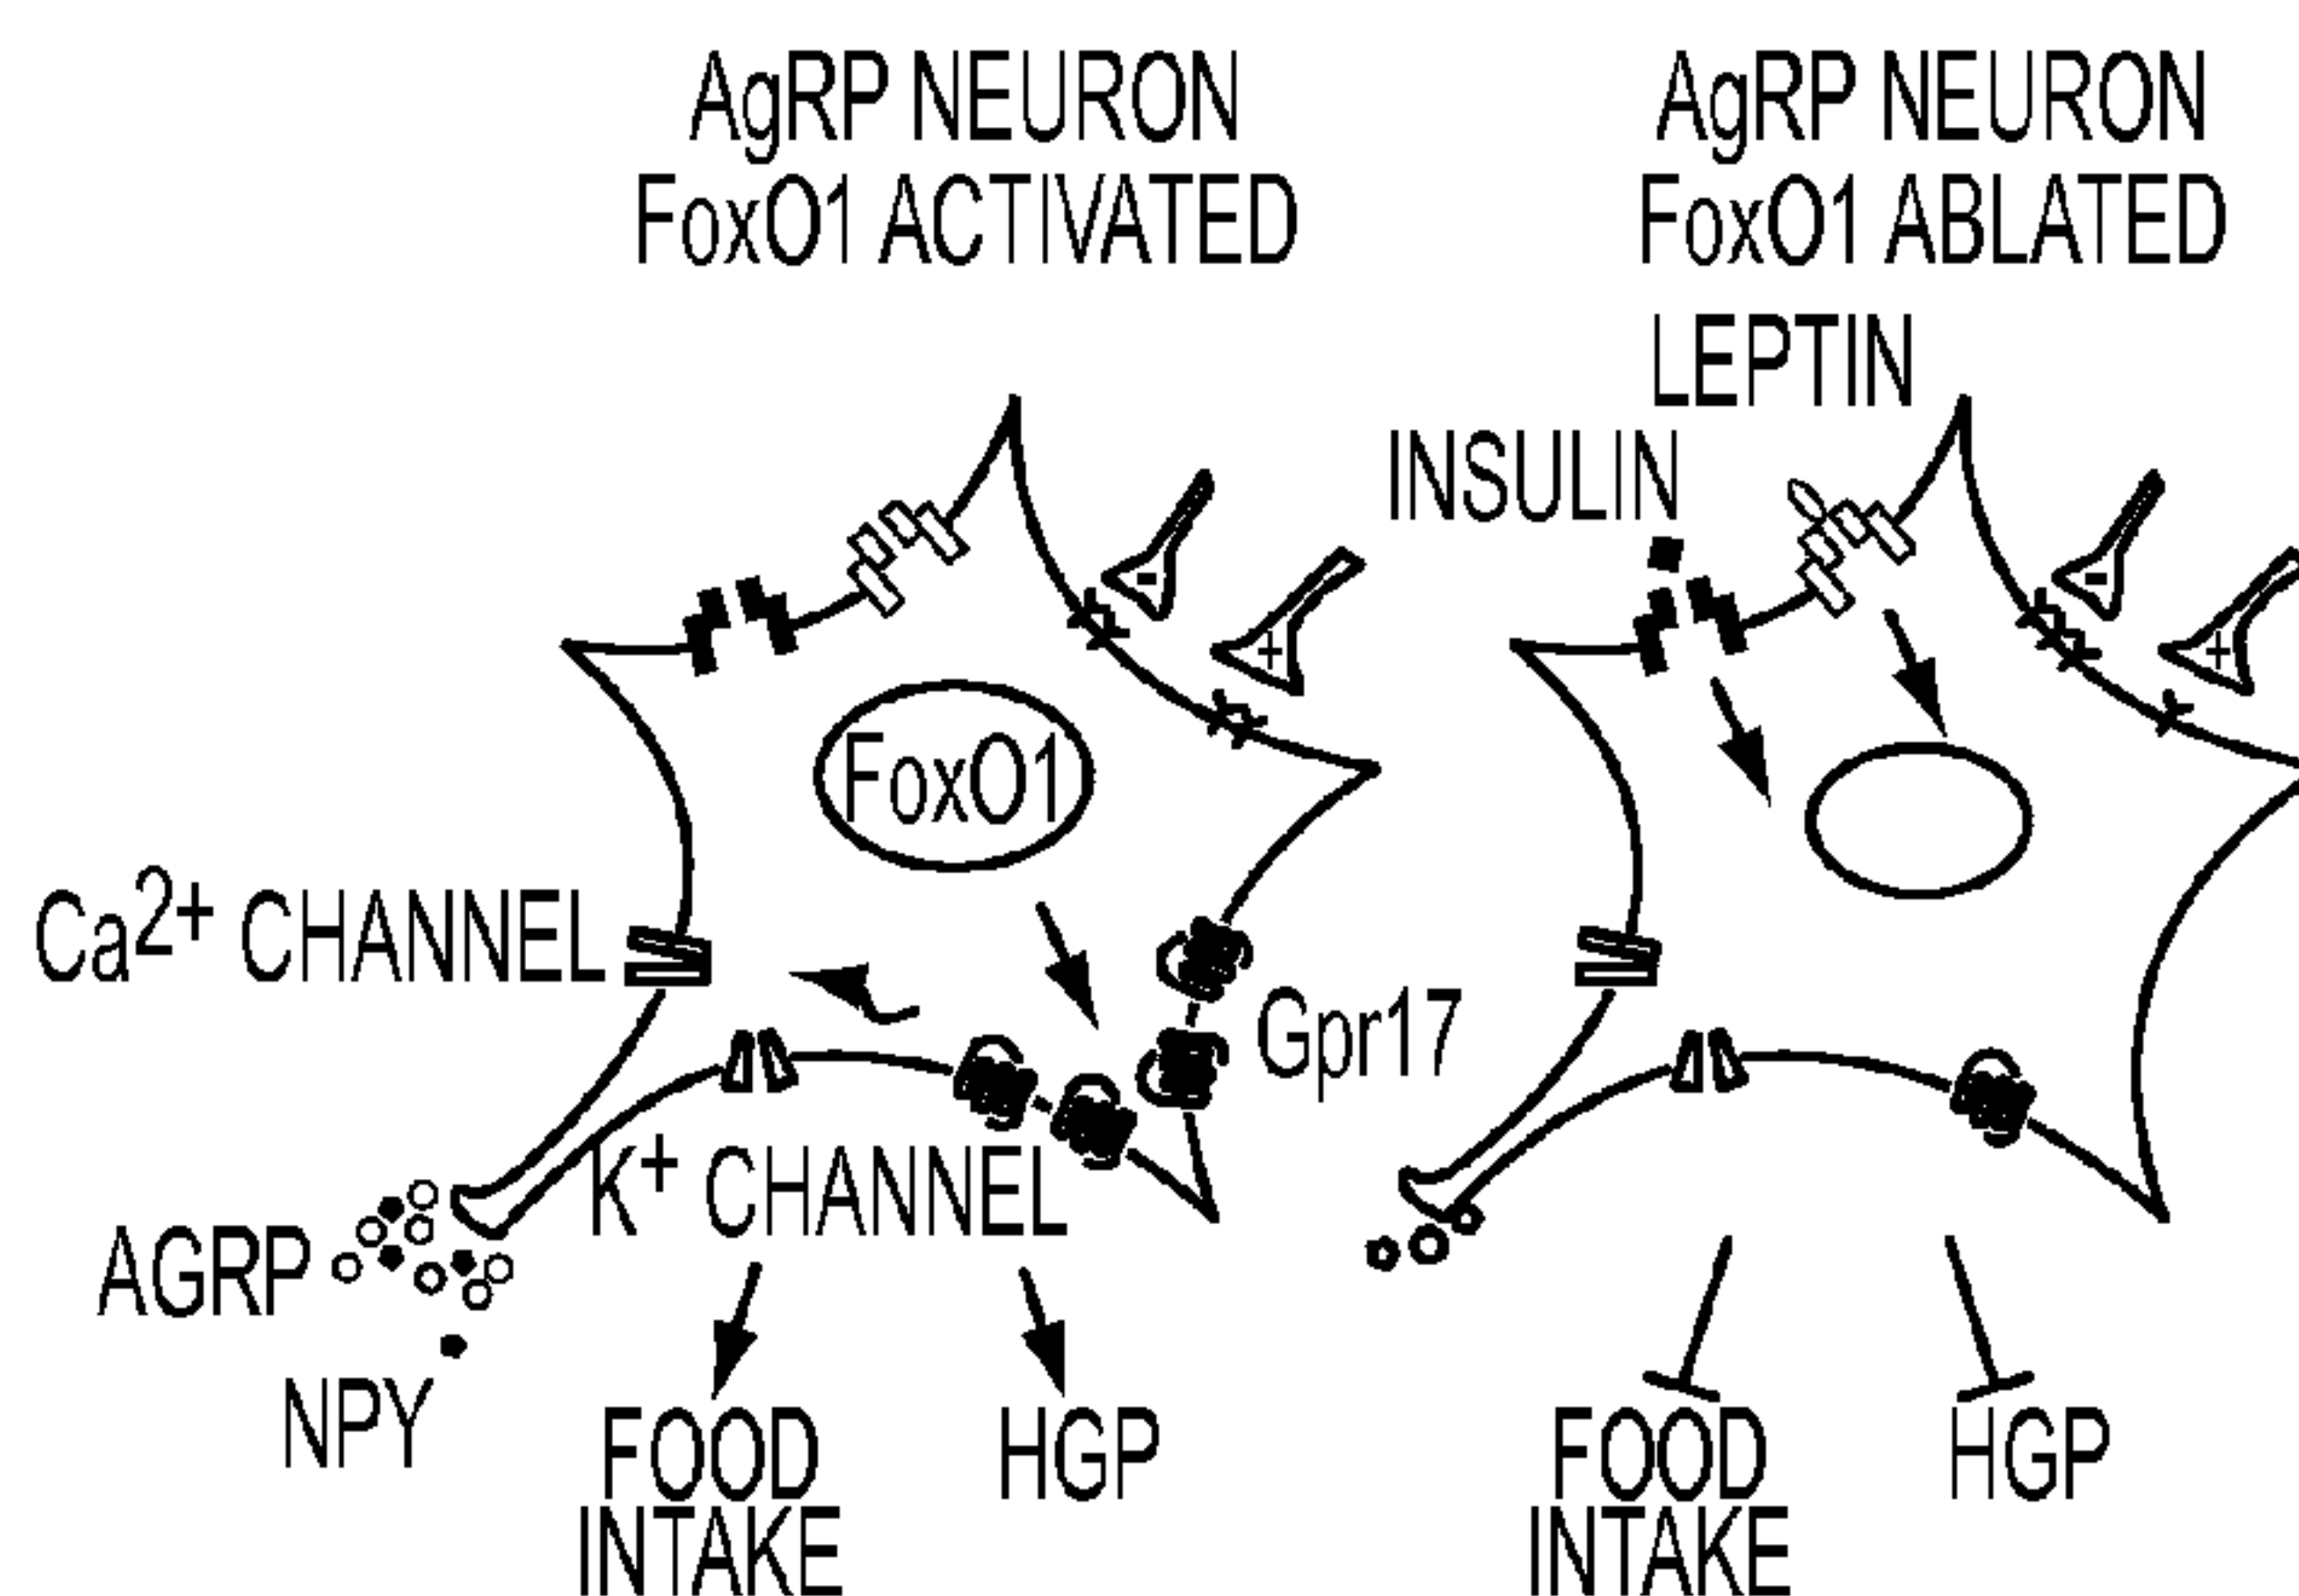 AgRP NEURON
FoxO1 ACTIVATED
AgRP NEURON
FoxO1 ABLATED
LEPTIN
INSULIN
-
+
-
+
FoxO1
Ca2+ CHANNEL
Gpr17
K+ CHANNEL
AGRP
NPY
FOOD
INTAKE
HGP
FOOD
INTAKE
HGP